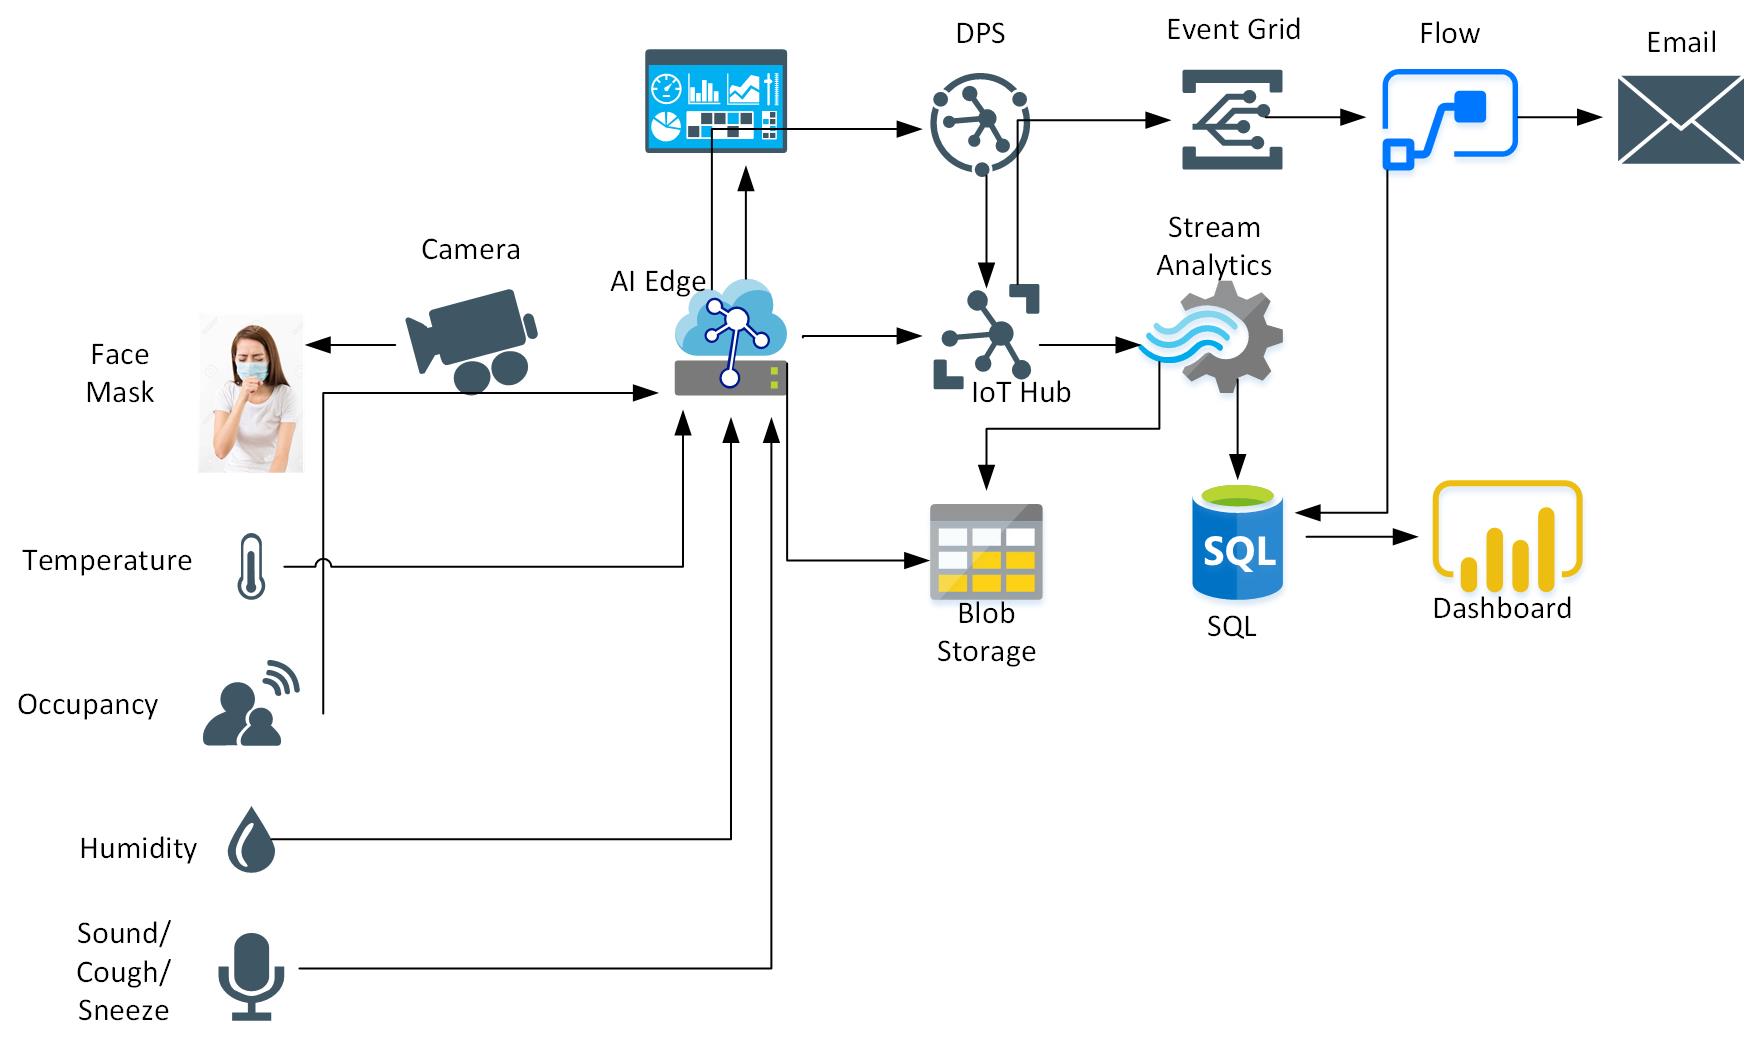 DPS
Event Grid
Flow
Email
Camera
AI Edge
Stream
Analytics
Face
Mask
IoT Hub
Temperature
SQL
Blob
Storage
SQL
Dashboard
Occupancy
Humidity
Sound/
Cough/
Sneeze